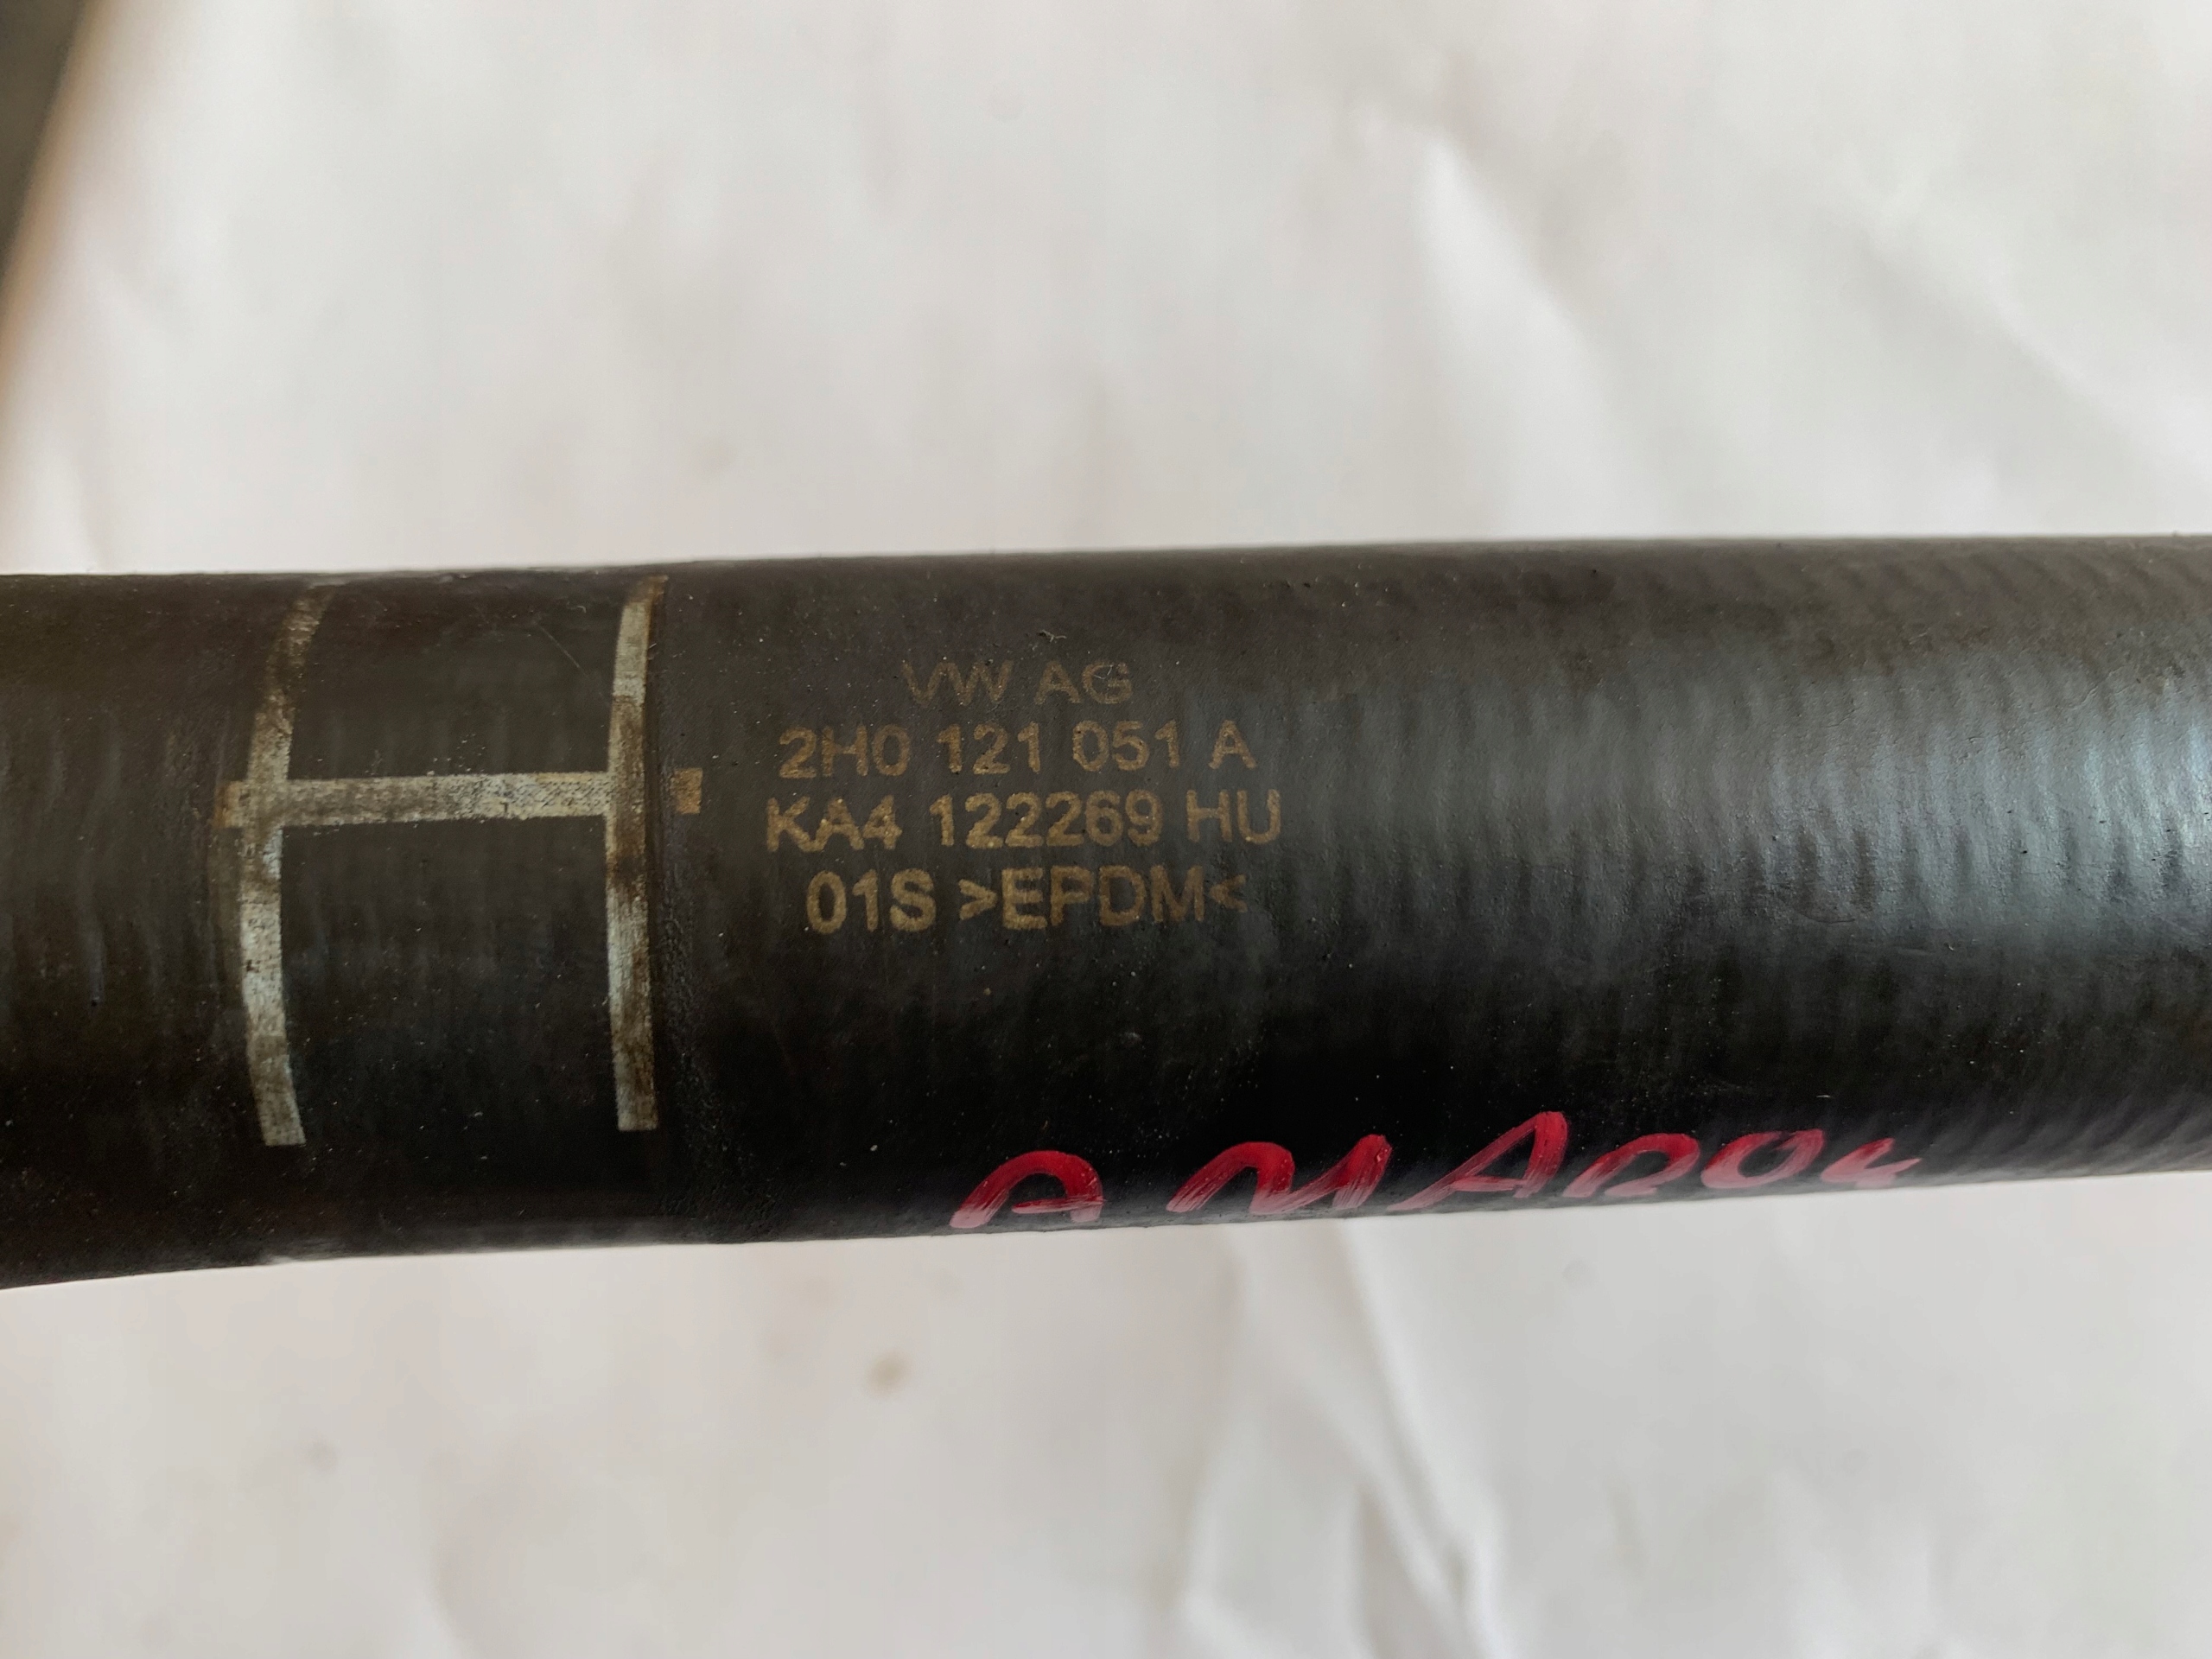 VW AG
2H0 121 051 A
KA4 122269 HU
01S >EPDM<